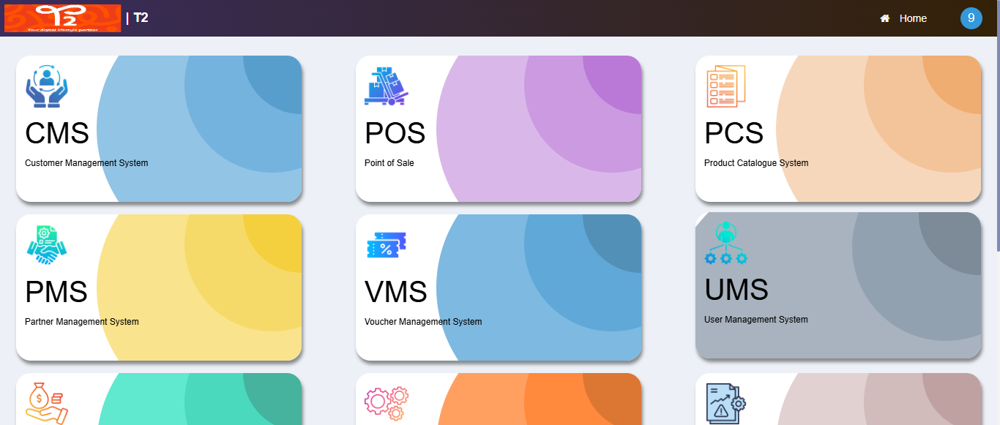 T2
Your digital lifestyle partner
| T2
Home
9
CMS
Customer Management System
POS
Point of Sale
PCS
Product Catalogue System
PMS
Partner Management System
VMS
Voucher Management System
%
UMS
User Management System
$